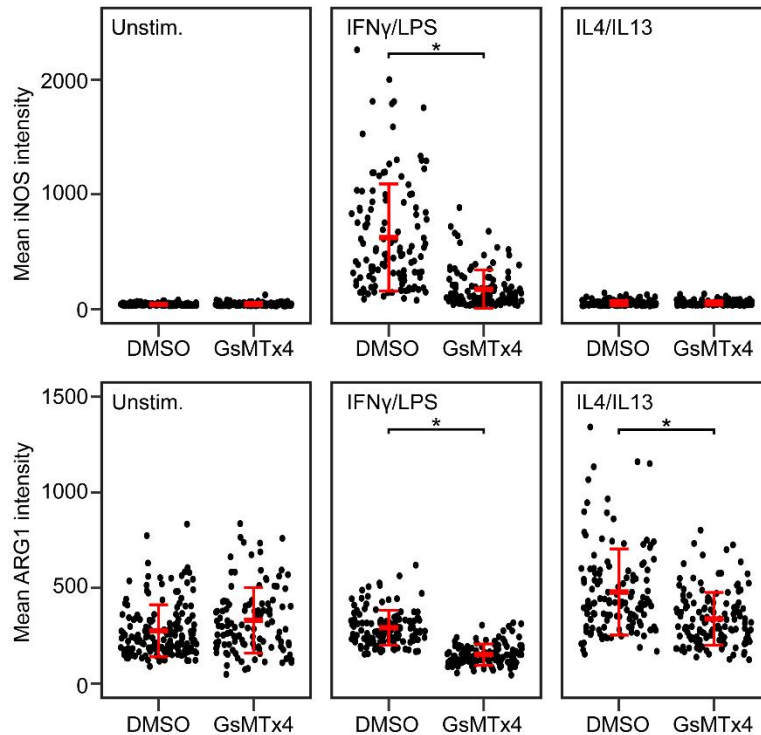 Unstim. IFNγ/LPS IL4/IL13
*
2000
1000
0
Mean iNOS intensity
DMSO GsMTx4 DMSO GsMTx4 DMSO GsMTx4
1500
Unstim. IFNγ/LPS IL4/IL13
* *
1000
500
0
Mean ARG1 intensity
DMSO GsMTx4 DMSO GsMTx4 DMSO GsMTx4